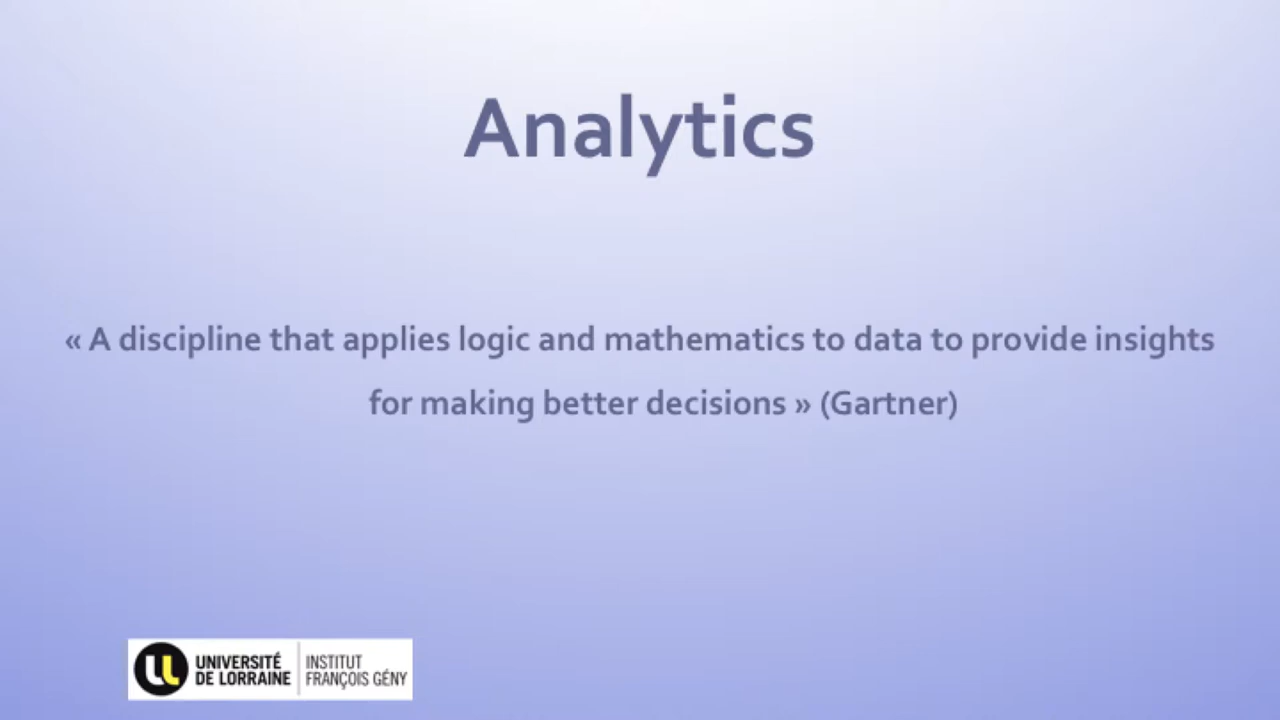 Analytics
« A discipline that applies logic and mathematics to data to provide insights
for making better decisions » (Gartner)
UNIVERSITÉ
DE LORRAINE
INSTITUT
FRANÇOIS GÉNY